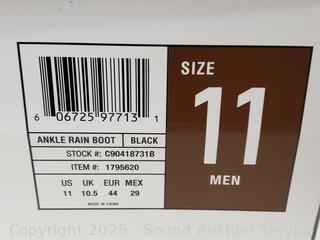 6 06725 97713 1
ANKLE RAIN BOOT BLACK
STOCK #: C90418731B
ITEM #: 1795620
US UK EUR MEX
11 10.5 44 29
MADE IN CHINA
SIZE
11
MEN
Copyright 2025 - Sound Auction Service